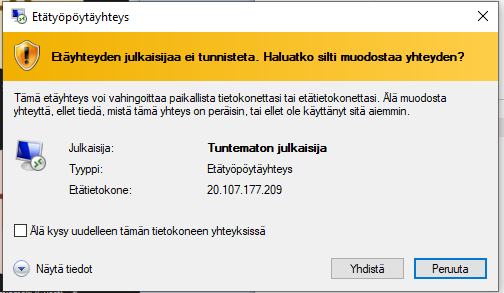 Etätyöpöytäyhteys
Etäyhteyden julkaisijaa ei tunnisteta. Haluatko silti muodostaa yhteyden?
Tämä etäyhteys voi vahingoittaa paikallista tietokonettasi tai etätietokonettasi. Älä muodosta
yhteyttä, ellet tiedä, mistä tämä yhteys on peräisin, tai ellet ole käyttänyt sitä aiemmin.
Julkaisija: Tuntematon julkaisija
Tyyppi: Etätyöpöytäyhteys
Etätietokone: 20.107.177.209
Älä kysy uudelleen tämän tietokoneen yhteyksissä
Näytä tiedot Yhdistä Peruuta